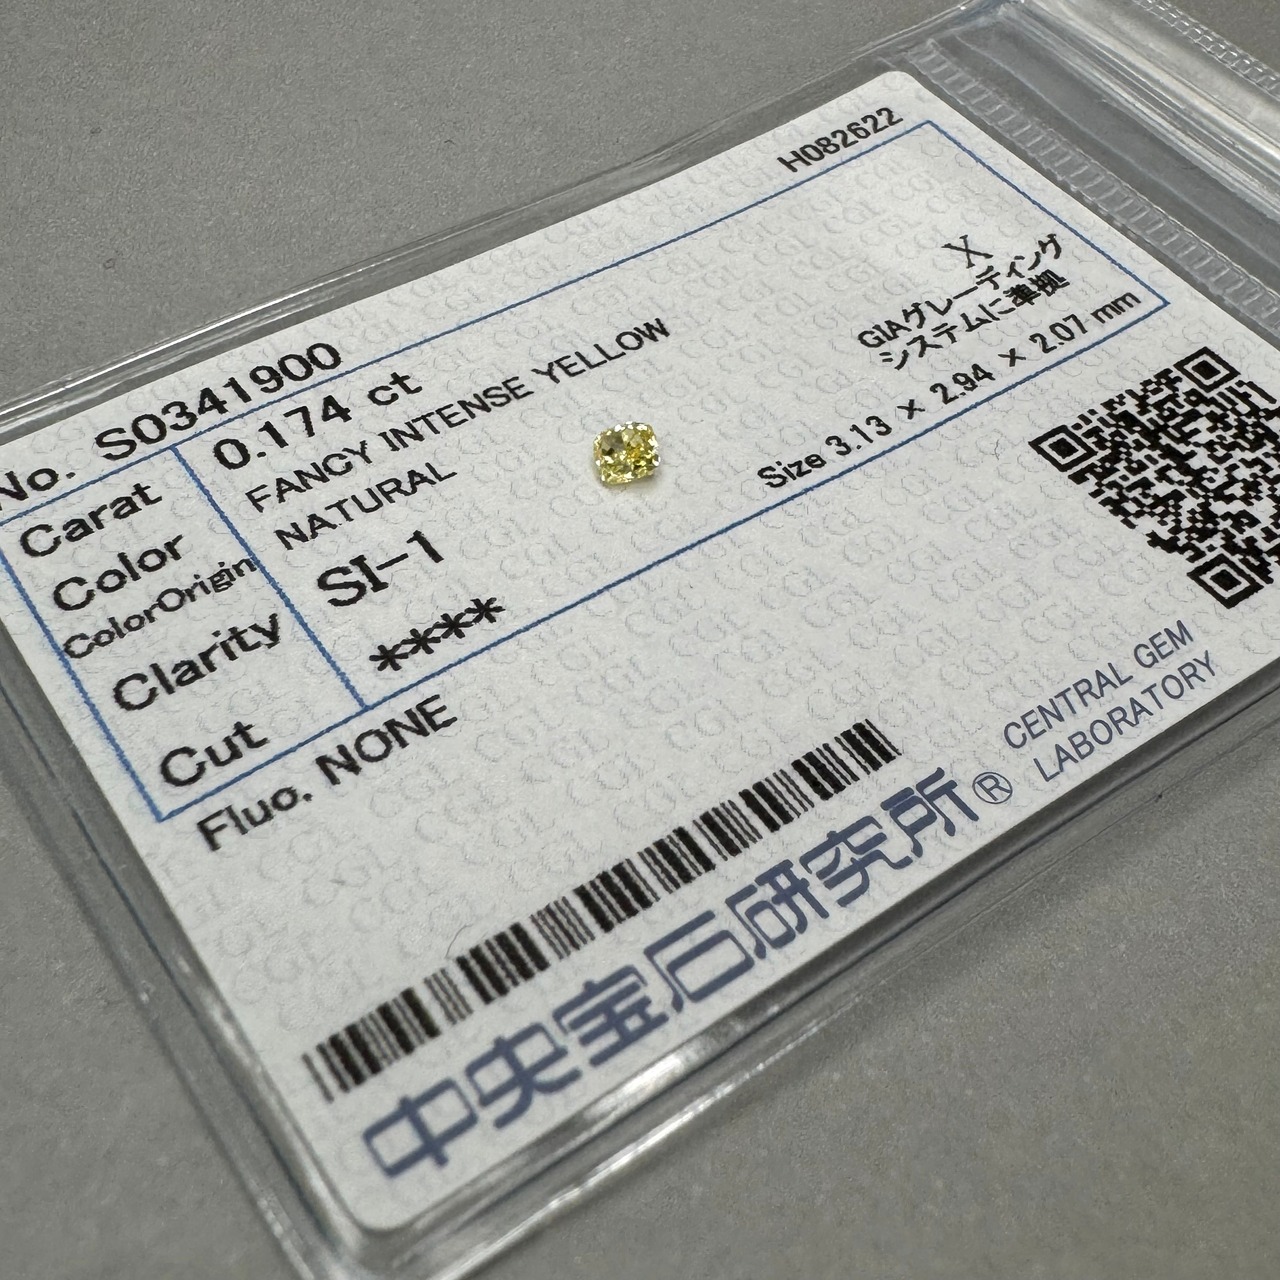 H082622
No. S0341900
Carat 0.174 ct
Color FANCY INTENSE YELLOW
ColorOrigin NATURAL
Clarity SI-1
Cut ****
X
GIAグレーディング
システムに準拠
Size 3.13 × 2.94 × 2.07 mm
Fluo. NONE
CENTRAL GEM
LABORATORY
中央宝石研究所®